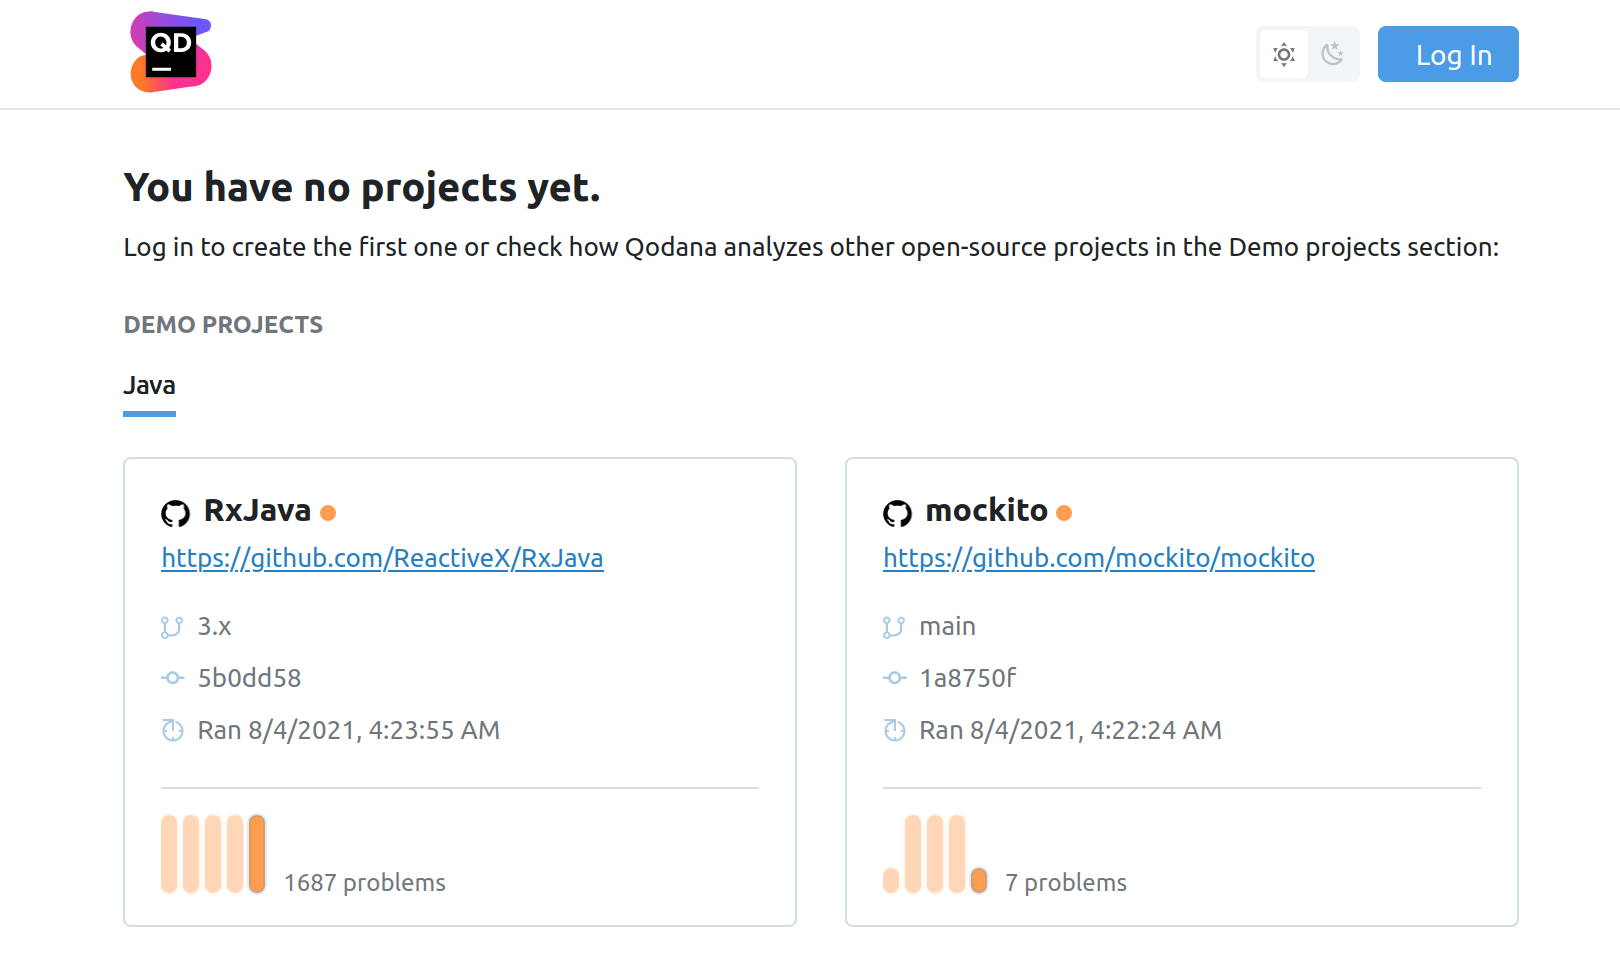 QD
Log In
You have no projects yet.
Log in to create the first one or check how Qodana analyzes other open-source projects in the Demo projects section:
DEMO PROJECTS
Java
RxJava
https://github.com/ReactiveX/RxJava
3.x
5b0dd58
Ran 8/4/2021, 4:23:55 AM
1687 problems
mockito
https://github.com/mockito/mockito
main
1a8750f
Ran 8/4/2021, 4:22:24 AM
7 problems